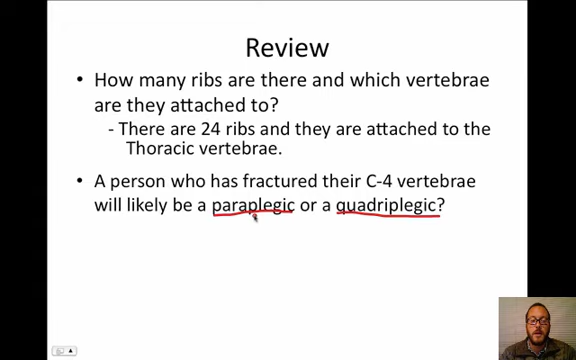 Review
• How many ribs are there and which vertebrae
are they attached to?
- There are 24 ribs and they are attached to the
Thoracic vertebrae.
• A person who has fractured their C-4 vertebrae
will likely be a paraplegic or a quadriplegic?